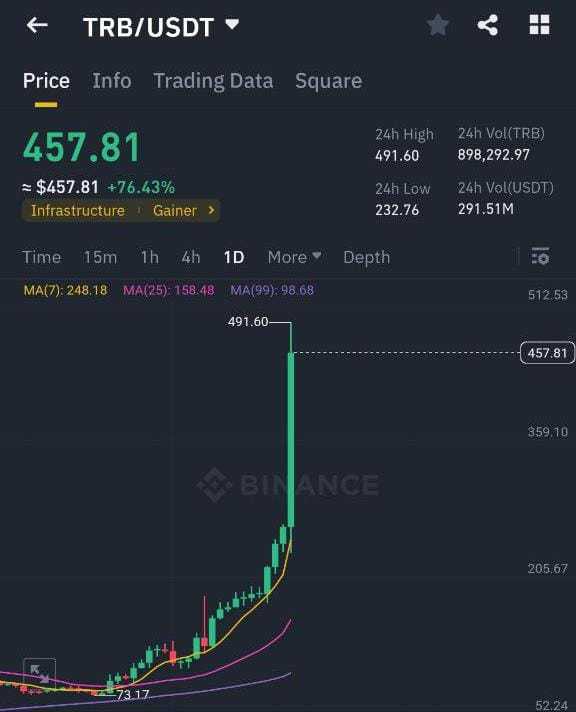 TRB/USDT
Price Info Trading Data Square
457.81
≈ $457.81 +76.43%
Infrastructure Gainer >
24h High 24h Vol(TRB)
491.60 898,292.97
24h Low 24h Vol(USDT)
232.76 291.51M
Time 15m 1h 4h 1D More Depth
MA(7): 248.18 MA(25): 158.48 MA(99): 98.68
512.53
491.60
457.81
359.10
BINANCE
205.67
73.17
52.24